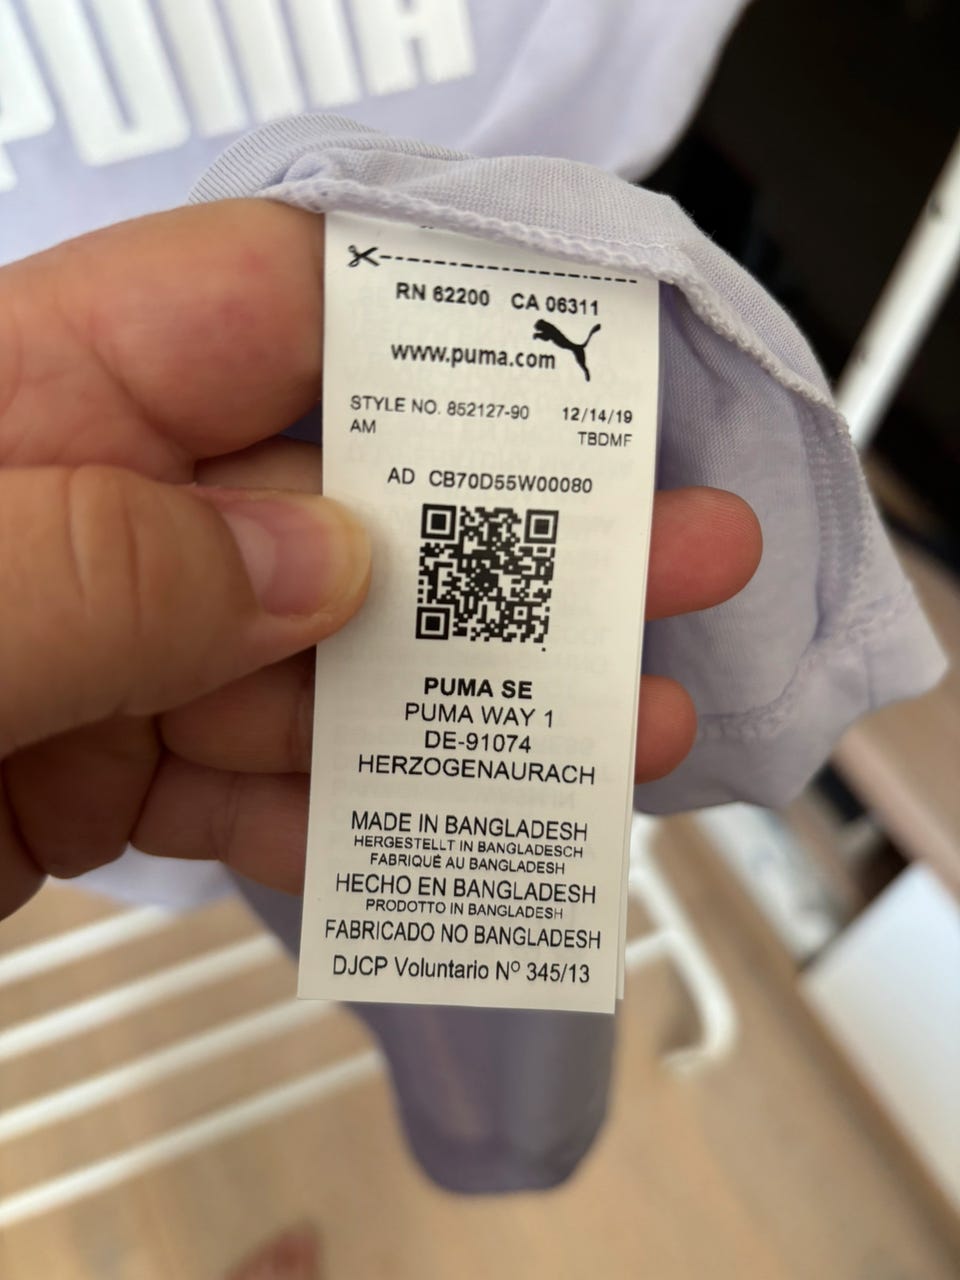 PUMA
RN 62200 CA 06311
www.puma.com
STYLE NO. 852127-90 12/14/19
AM TBDMF
AD CB70D55W00080
PUMA SE
PUMA WAY 1
DE-91074
HERZOGENAURACH
MADE IN BANGLADESH
HERGESTELLT IN BANGLADESCH
FABRIQUÉ AU BANGLADESH
HECHO EN BANGLADESH
PRODOTTO IN BANGLADESH
FABRICADO NO BANGLADESH
DJCP Voluntario Nº 345/13